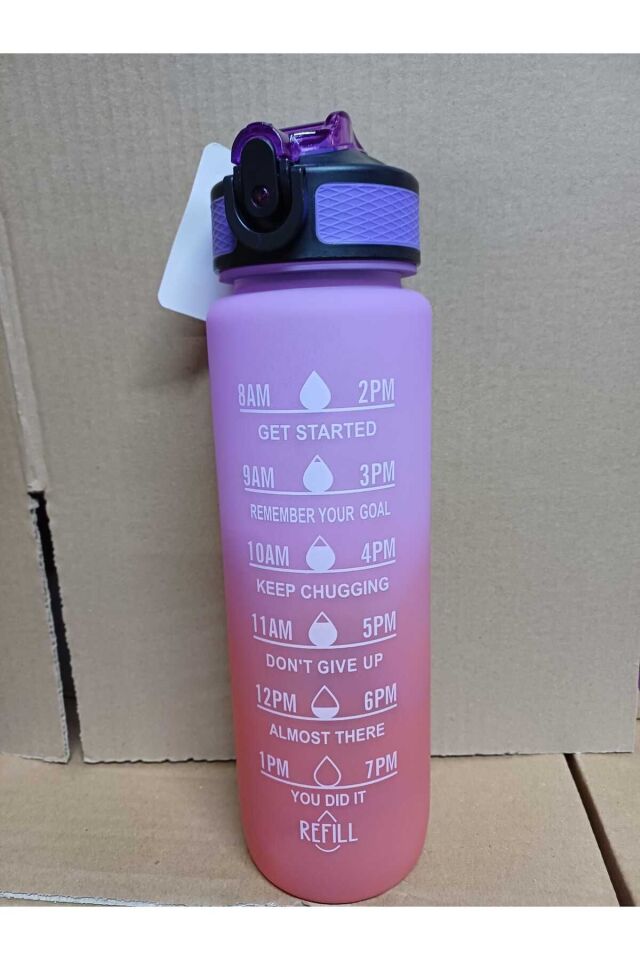 8AM 2PM
GET STARTED
9AM 3PM
REMEMBER YOUR GOAL
10AM 4PM
KEEP CHUGGING
11AM 5PM
DON'T GIVE UP
12PM 6PM
ALMOST THERE
1PM 7PM
YOU DID IT
REFILL